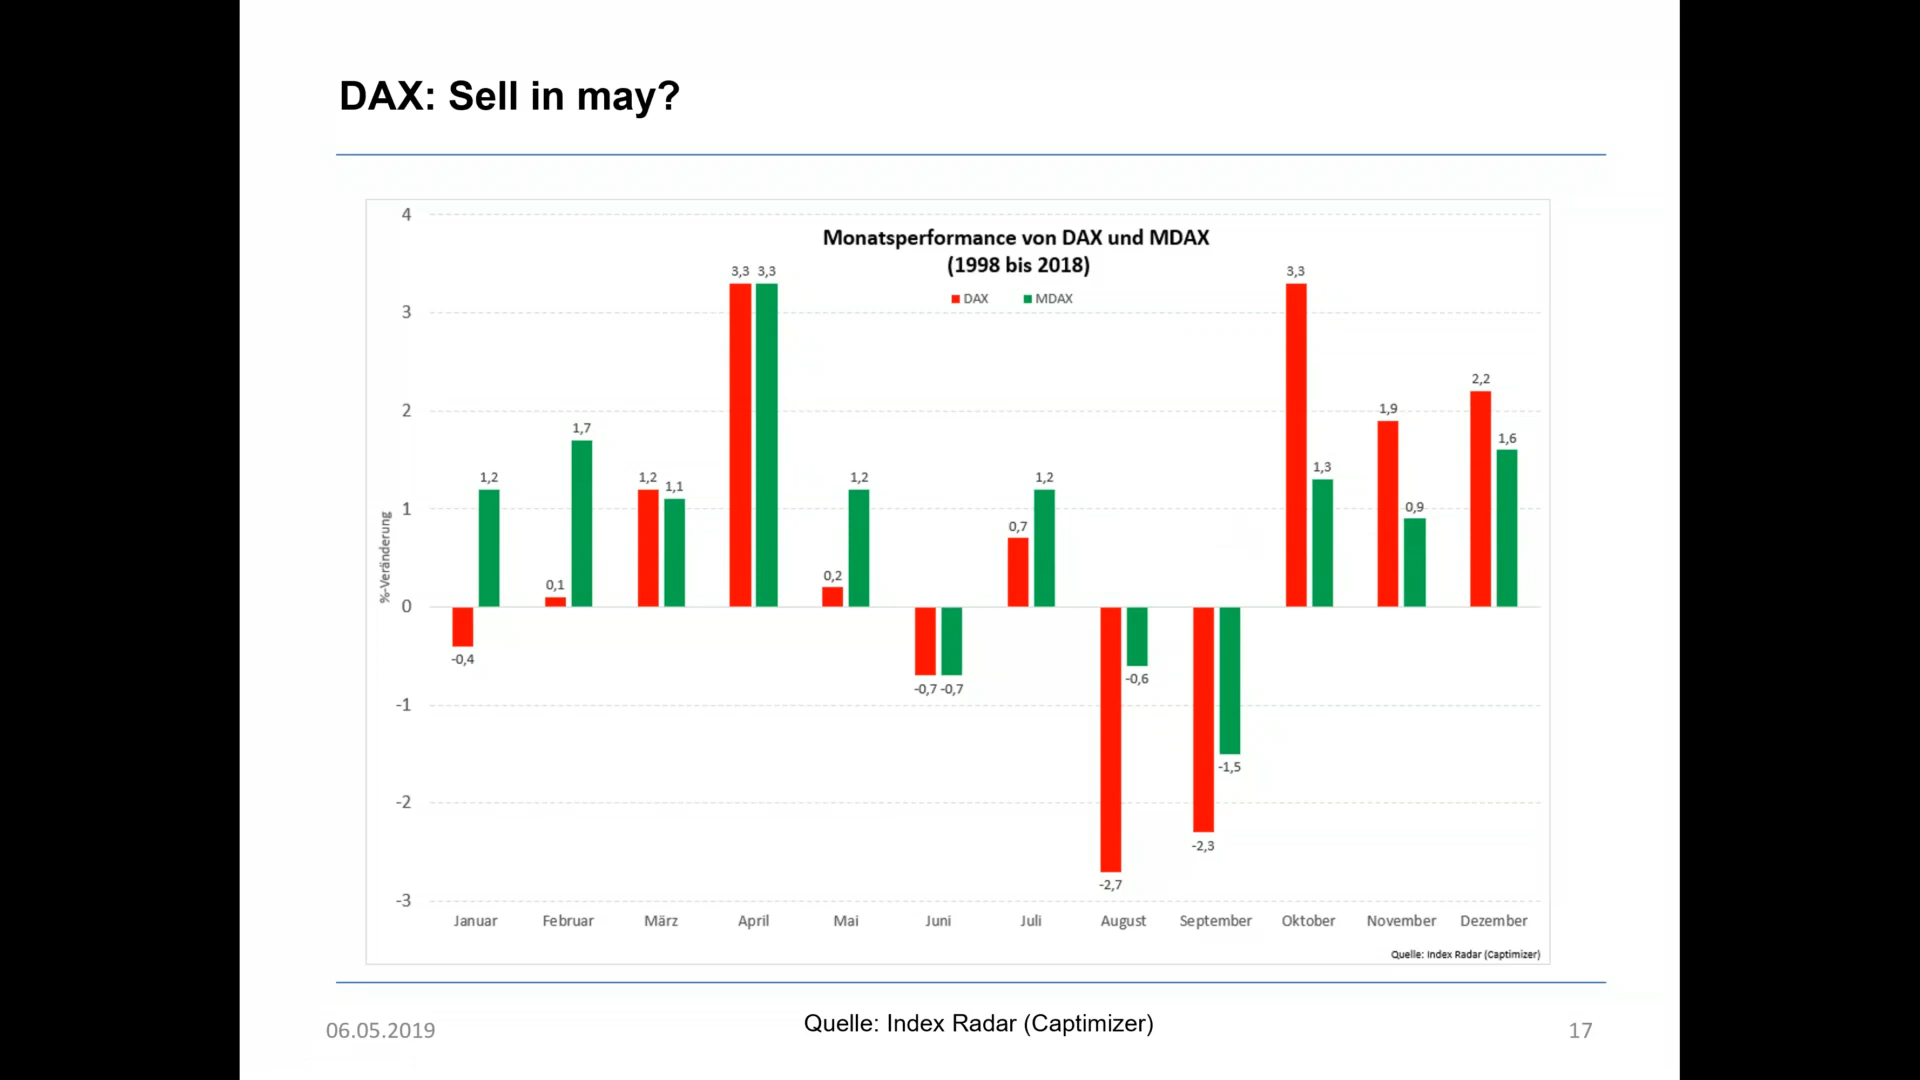 DAX: Sell in may?
Monatsperformance von DAX und MDAX
(1998 bis 2018)
DAX MDAX
%-Veränderung
4
3
2
1
0
-1
-2
-3
-0,4 1,2
0,1 1,7
1,2 1,1
3,3 3,3
0,2 1,2
-0,7 -0,7
0,7 1,2
-2,7 -0,6
-2,3 -1,5
3,3 1,3
1,9 0,9
2,2 1,6
Januar Februar März April Mai Juni Juli August September Oktober November Dezember
Quelle: Index Radar (Captimizer)
06.05.2019 Quelle: Index Radar (Captimizer) 17